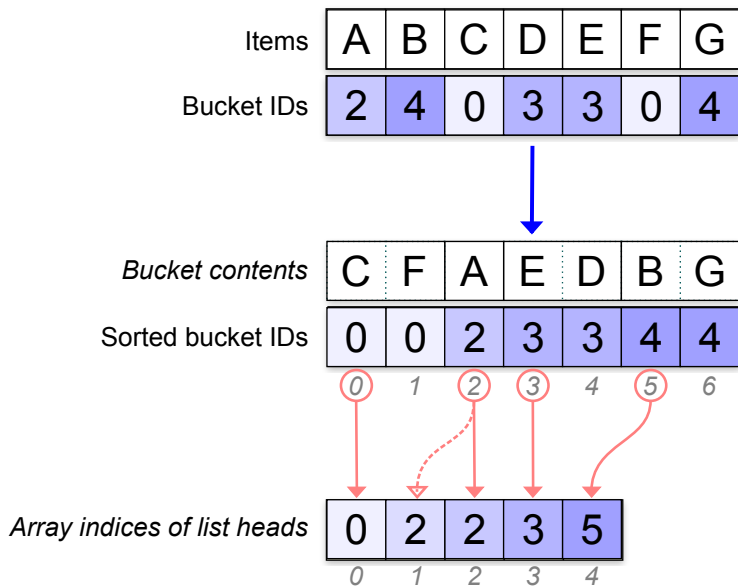 Items A B C D E F G
Bucket IDs 2 4 0 3 3 0 4
Bucket contents C F A E D B G
Sorted bucket IDs 0 0 2 3 3 4 4
0 1 2 3 4 5 6
Array indices of list heads 0 2 2 3 5
0 1 2 3 4